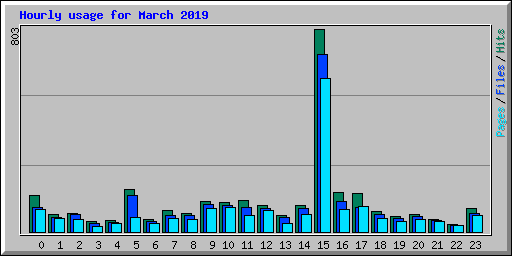 Hourly usage for March 2019
803
Pages / Files / Hits
0 1 2 3 4 5 6 7 8 9 10 11 12 13 14 15 16 17 18 19 20 21 22 23